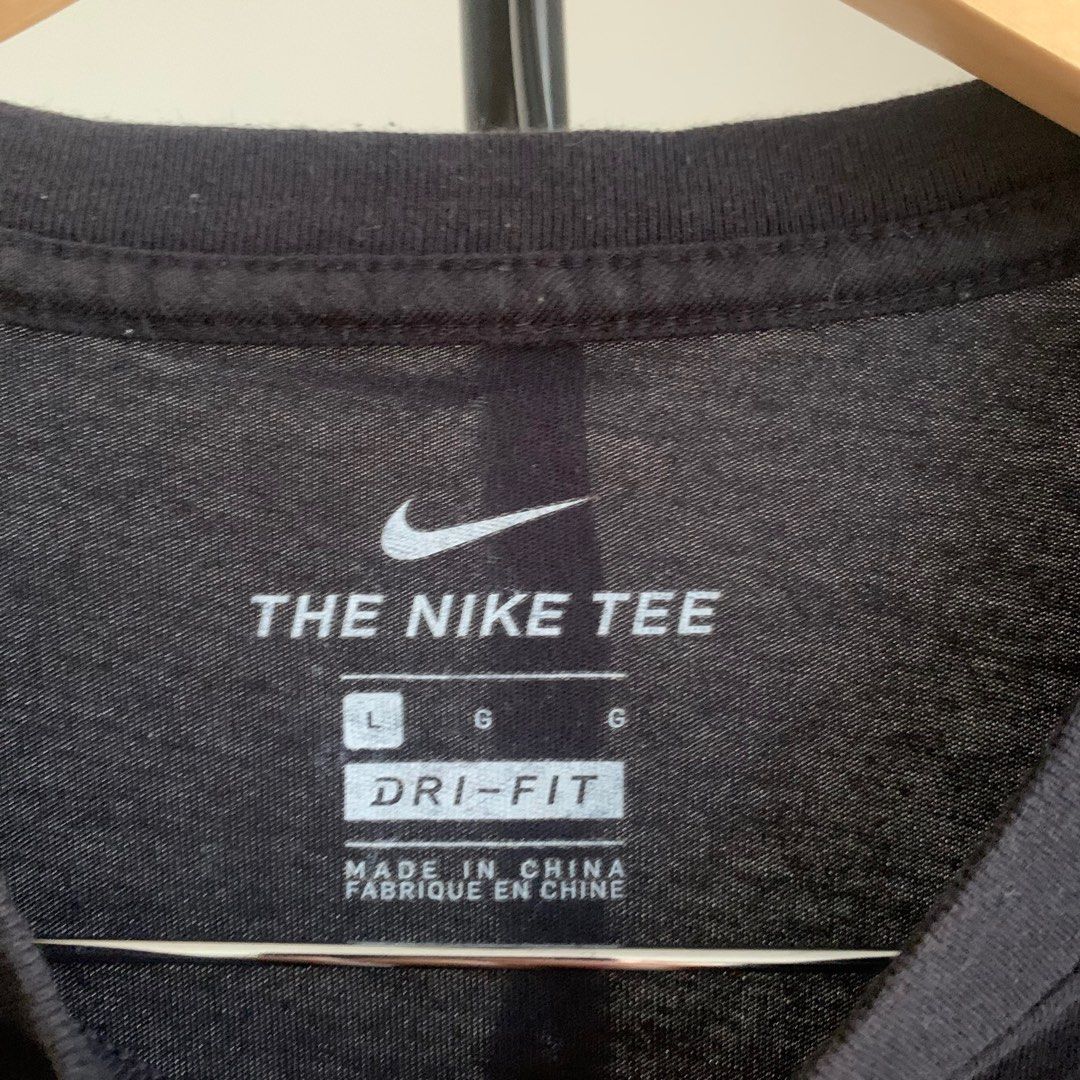 THE NIKE TEE
L G G
DRI-FIT
MADE IN CHINA
FABRIQUE EN CHINE